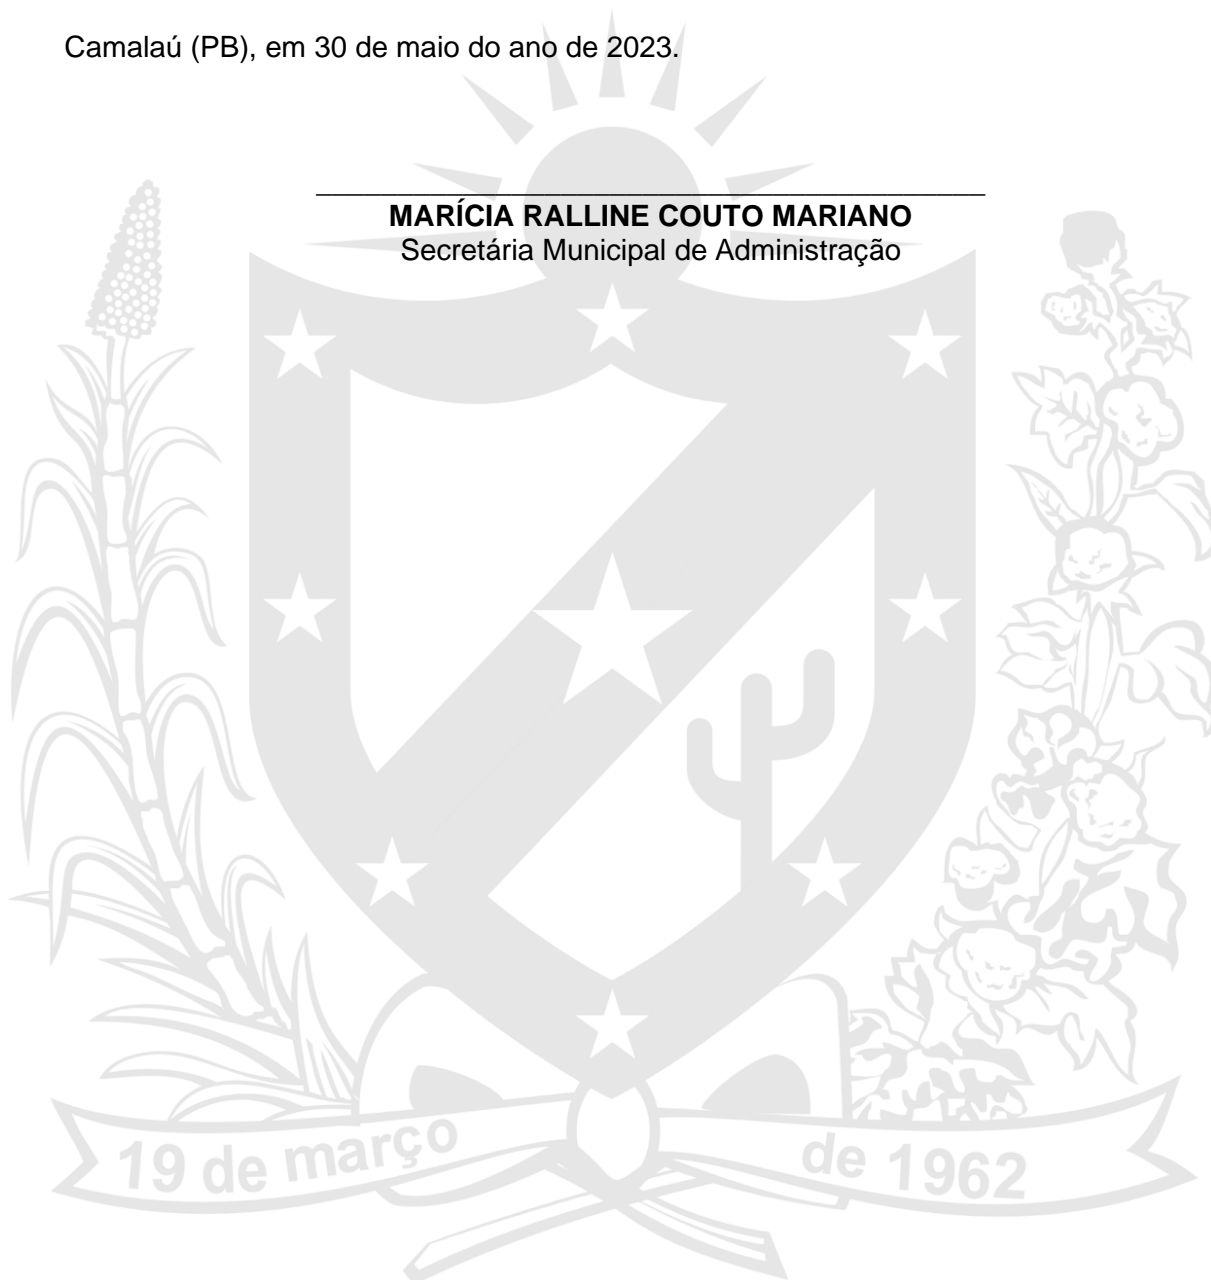 Camalaú (PB), em 30 de maio do ano de 2023.
MARÍCIA RALLINE COUTO MARIANO
Secretária Municipal de Administração
19 de março de 1962